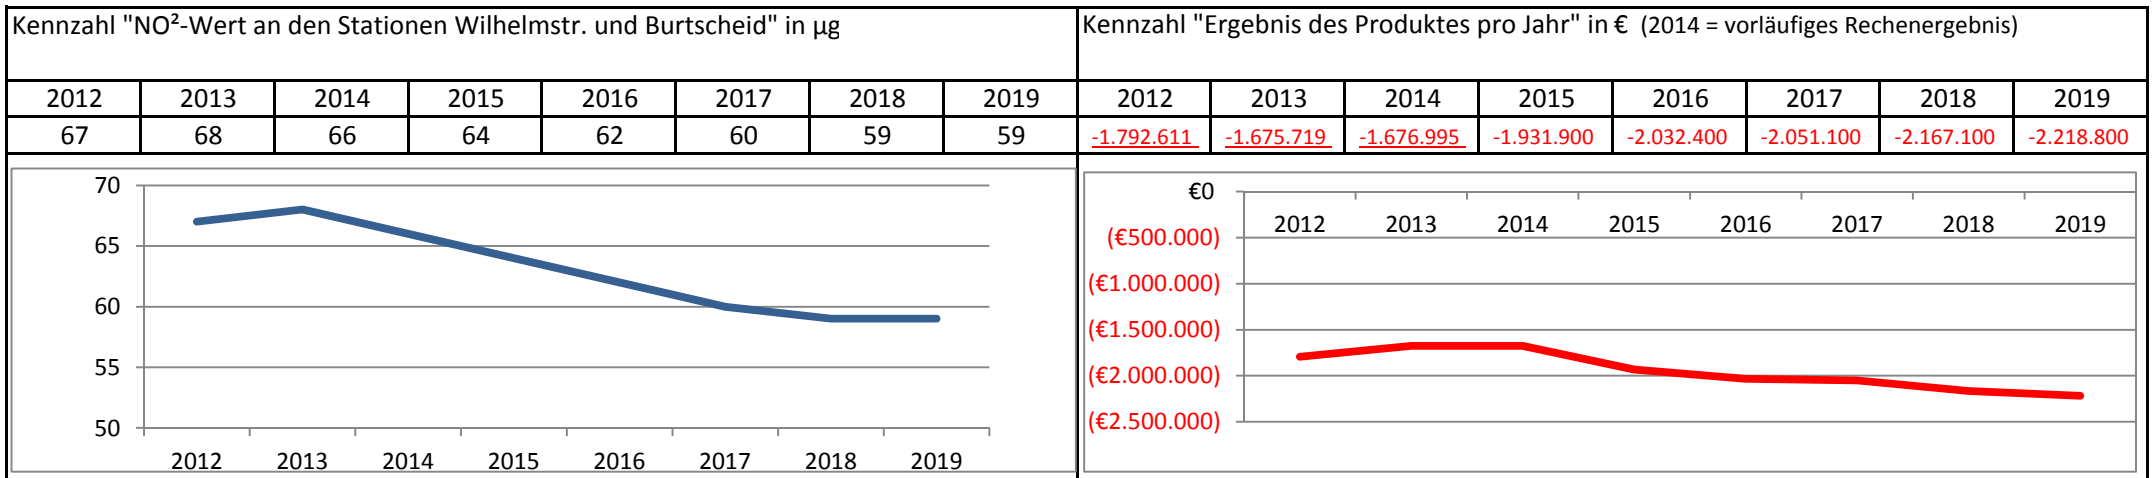 Kennzahl "NO²-Wert an den Stationen Wilhelmstr. und Burtscheid" in µg
2012 2013 2014 2015 2016 2017 2018 2019
67 68 66 64 62 60 59 59
70
65
60
55
50
2012 2013 2014 2015 2016 2017 2018 2019
Kennzahl "Ergebnis des Produktes pro Jahr" in € (2014 = vorläufiges Rechenergebnis)
2012 2013 2014 2015 2016 2017 2018 2019
-1.792.611 -1.675.719 -1.676.995 -1.931.900 -2.032.400 -2.051.100 -2.167.100 -2.218.800
€0
2012 2013 2014 2015 2016 2017 2018 2019
(€500.000)
(€1.000.000)
(€1.500.000)
(€2.000.000)
(€2.500.000)